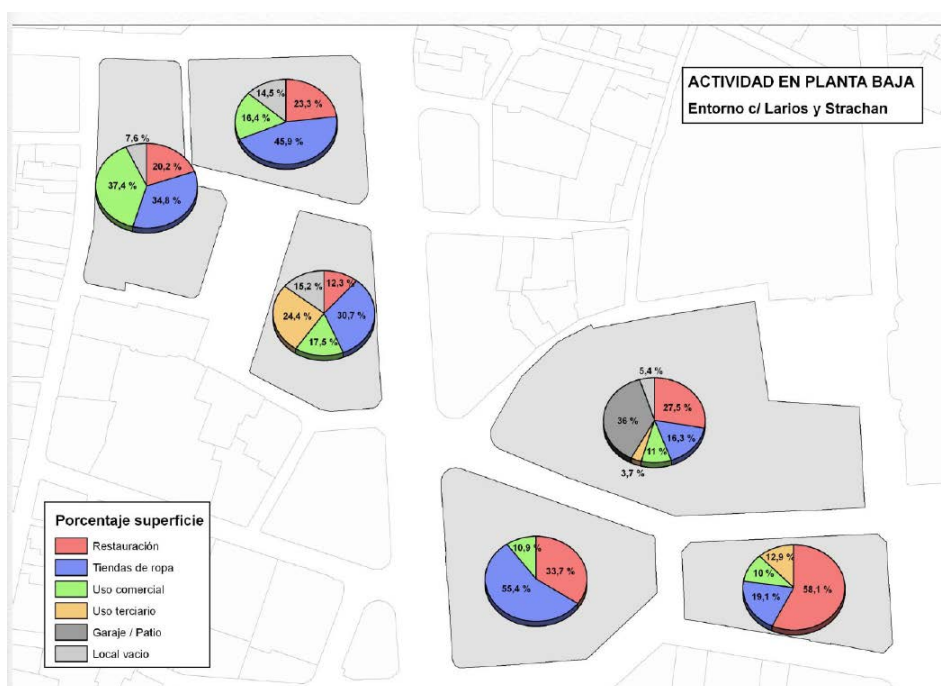 ACTIVIDAD EN PLANTA BAJA
Entorno c/ Larios y Strachan
14,5 %
23,3 %
16,4 %
45,9 %
7,6 %
20,2 %
37,4 %
34,8 %
15,2 %
12,3 %
24,4 %
30,7 %
17,5 %
5,4 %
27,5 %
36 %
16,3 %
11 %
3,7 %
10,9 %
33,7 %
55,4 %
12,9 %
10 %
58,1 %
19,1 %
Porcentaje superficie
Restauración
Tiendas de ropa
Uso comercial
Uso terciario
Garaje / Patio
Local vacio